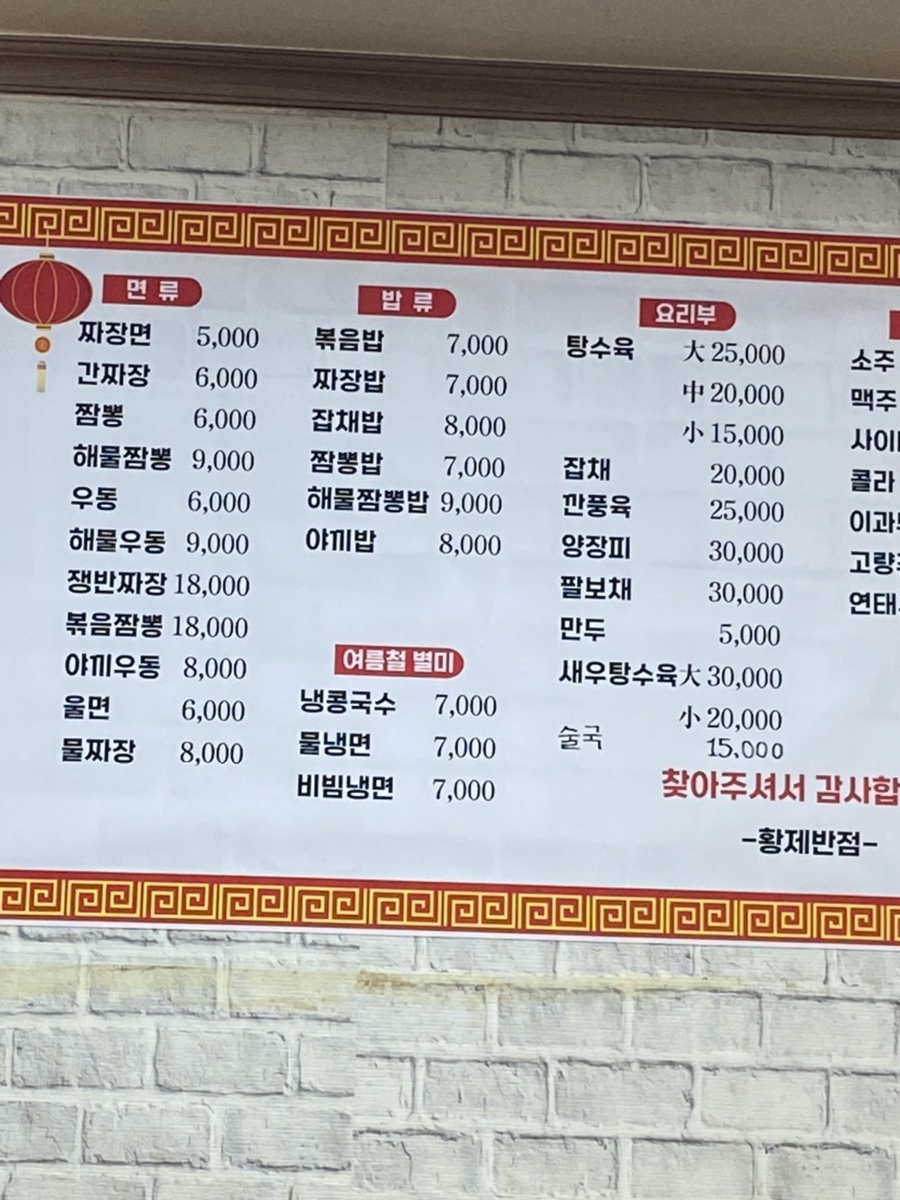 면 류
짜장면 5,000
간짜장 6,000
짬뽕 6,000
해물짬뽕 9,000
우동 6,000
해물우동 9,000
쟁반짜장 18,000
볶음짬뽕 18,000
야끼우동 8,000
울면 6,000
물짜장 8,000
밥 류
볶음밥 7,000
짜장밥 7,000
잡채밥 8,000
짬뽕밥 7,000
해물짬뽕밥 9,000
야끼밥 8,000
여름철 별미
냉콩국수 7,000
물냉면 7,000
비빔냉면 7,000
요리부
탕수육 大 25,000
中 20,000
小 15,000
잡채 20,000
깐풍육 25,000
양장피 30,000
팔보채 30,000
만두 5,000
새우탕수육 大 30,000
小 20,000
술국 15,000
소주
맥주
사이
콜라
이과
고량
연태
찾아주셔서 감사합
-황제반점-